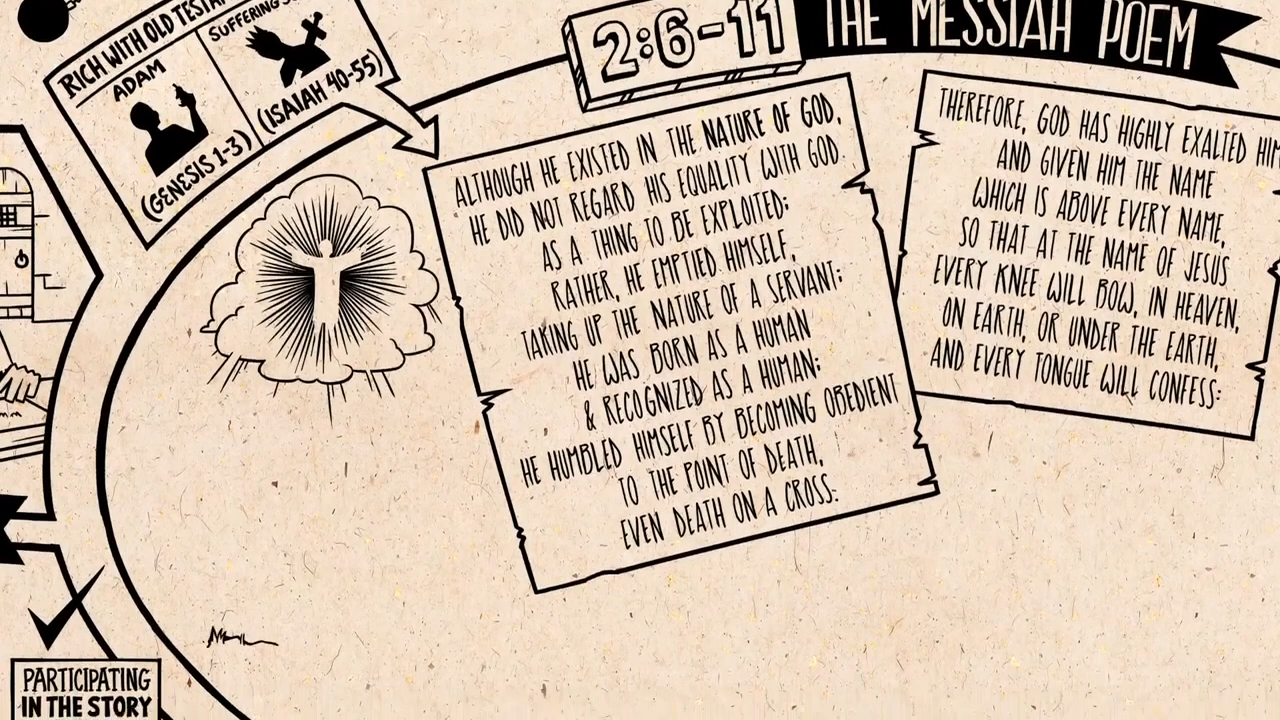 RICH WITH OLD
ADAM
SUFFERING
(GENESIS 1-3)
(ISAIAH 40-55)
2:6-11
THE MESSIAH POEM
ALTHOUGH HE EXISTED IN THE NATURE OF GOD,
HE DID NOT REGARD HIS EQUALITY WITH GOD
AS A THING TO BE EXPLOITED;
RATHER, HE EMPTIED HIMSELF,
TAKING UP THE NATURE OF A SERVANT;
HE WAS BORN AS A HUMAN
& RECOGNIZED AS A HUMAN;
HE HUMBLED HIMSELF BY BECOMING OBEDIENT
TO THE POINT OF DEATH,
EVEN DEATH ON A CROSS.
THEREFORE, GOD HAS HIGHLY EXALTED HIM
AND GIVEN HIM THE NAME
WHICH IS ABOVE EVERY NAME,
SO THAT AT THE NAME OF JESUS
EVERY KNEE WILL BOW, IN HEAVEN,
ON EARTH, OR UNDER THE EARTH,
AND EVERY TONGUE WILL CONFESS:
PARTICIPATING
IN THE STORY